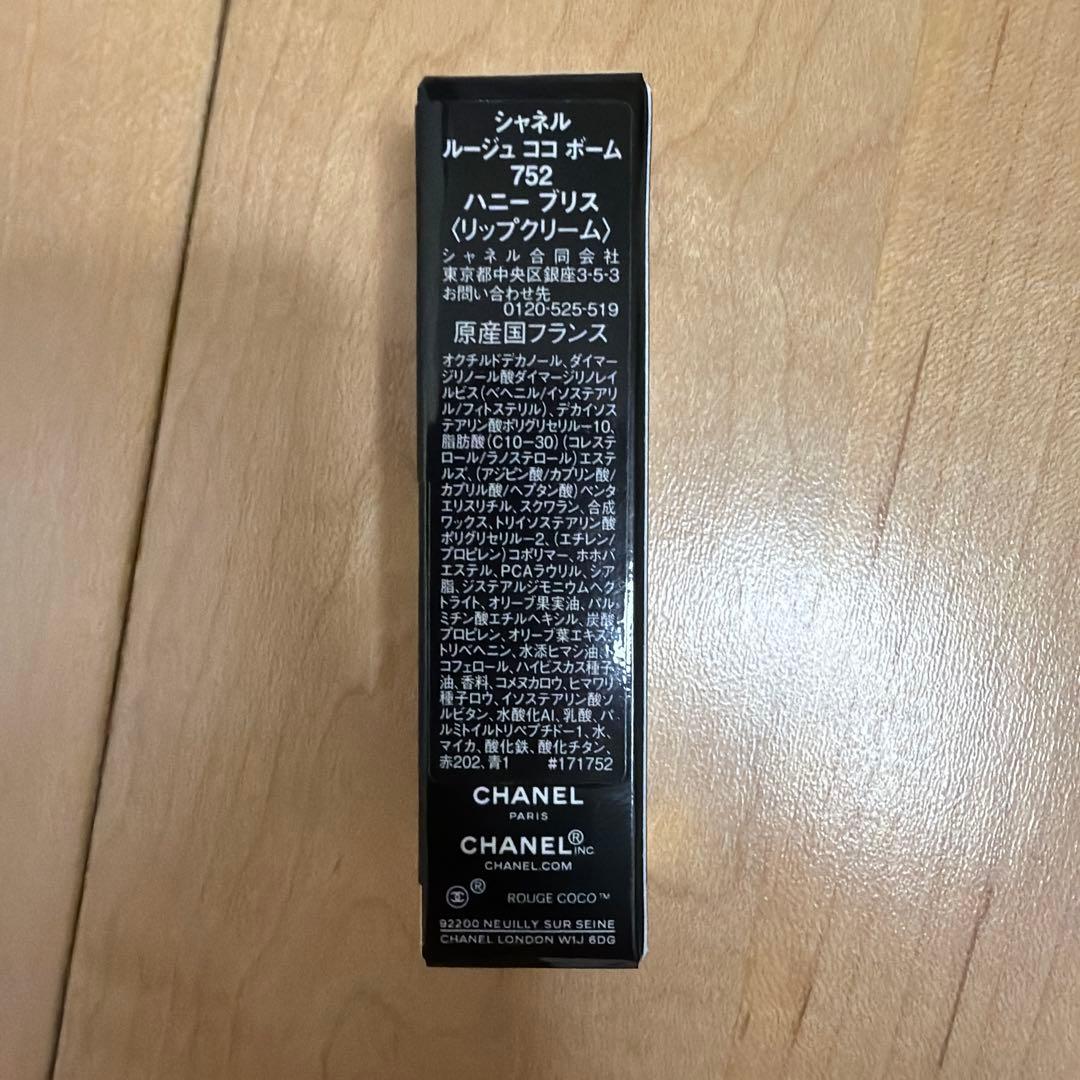 シャネル
ルージュ ココ ボーム
752
ハニー ブリス
〈リップクリーム〉
シャネル合同会社
東京都中央区銀座3-5-3
お問い合わせ先
0120-525-519
原産国フランス
オクチルドデカノール、ダイマー
ジリノール酸ダイマージリノレイ
ルビス(ベヘニル/イソステアリ
ル/フィトステリル)、デカイソス
テアリン酸ポリグリセリル－10、
脂肪酸(C10－30)(コレステ
ロール/ラノステロール)エステ
ルズ、(アジピン酸/カプリン酸/
カプリル酸/ヘプタン酸)ペンタ
エリスリチル、スクワラン、合成
ワックス、トリイソステアリン酸
ポリグリセリル－2、(エチレン/
プロピレン)コポリマー、ホホバ
エステル、PCAラウリル、シア
脂、ジステアルジモニウムヘク
トライト、オリーブ果実油、パル
ミチン酸エチルヘキシル、炭酸
プロピレン、オリーブ葉エキス、
トリベヘニン、水添ヒマシ油、ト
コフェロール、ハイビスカス種子
油、香料、コメヌカロウ、ヒマワリ
種子ロウ、イソステアリン酸ソ
ルビタン、水酸化Al、乳酸、パ
ルミトイルトリペプチド－1、水、
マイカ、酸化鉄、酸化チタン、
赤202、青1 #171752
CHANEL
PARIS
CHANEL® INC
CHANEL.COM
® ROUGE COCO™
92200 NEUILLY SUR SEINE
CHANEL LONDON W1J 6DG